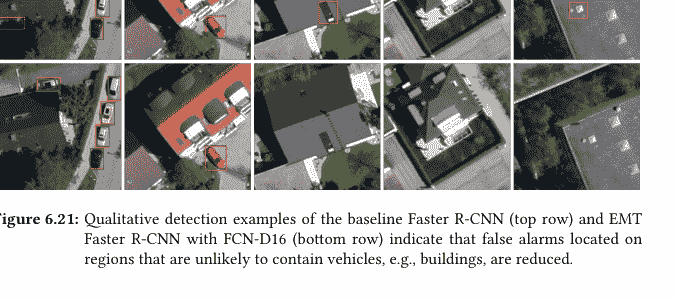 igure 6.21: Qualitative detection examples of the baseline Faster R-CNN (top row) and EMT
Faster R-CNN with FCN-D16 (bottom row) indicate that false alarms located on
regions that are unlikely to contain vehicles, e.g., buildings, are reduced.